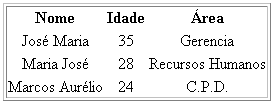 Nome Idade Área
José Maria 35 Gerencia
Maria José 28 Recursos Humanos
Marcos Aurélio 24 C.P.D.